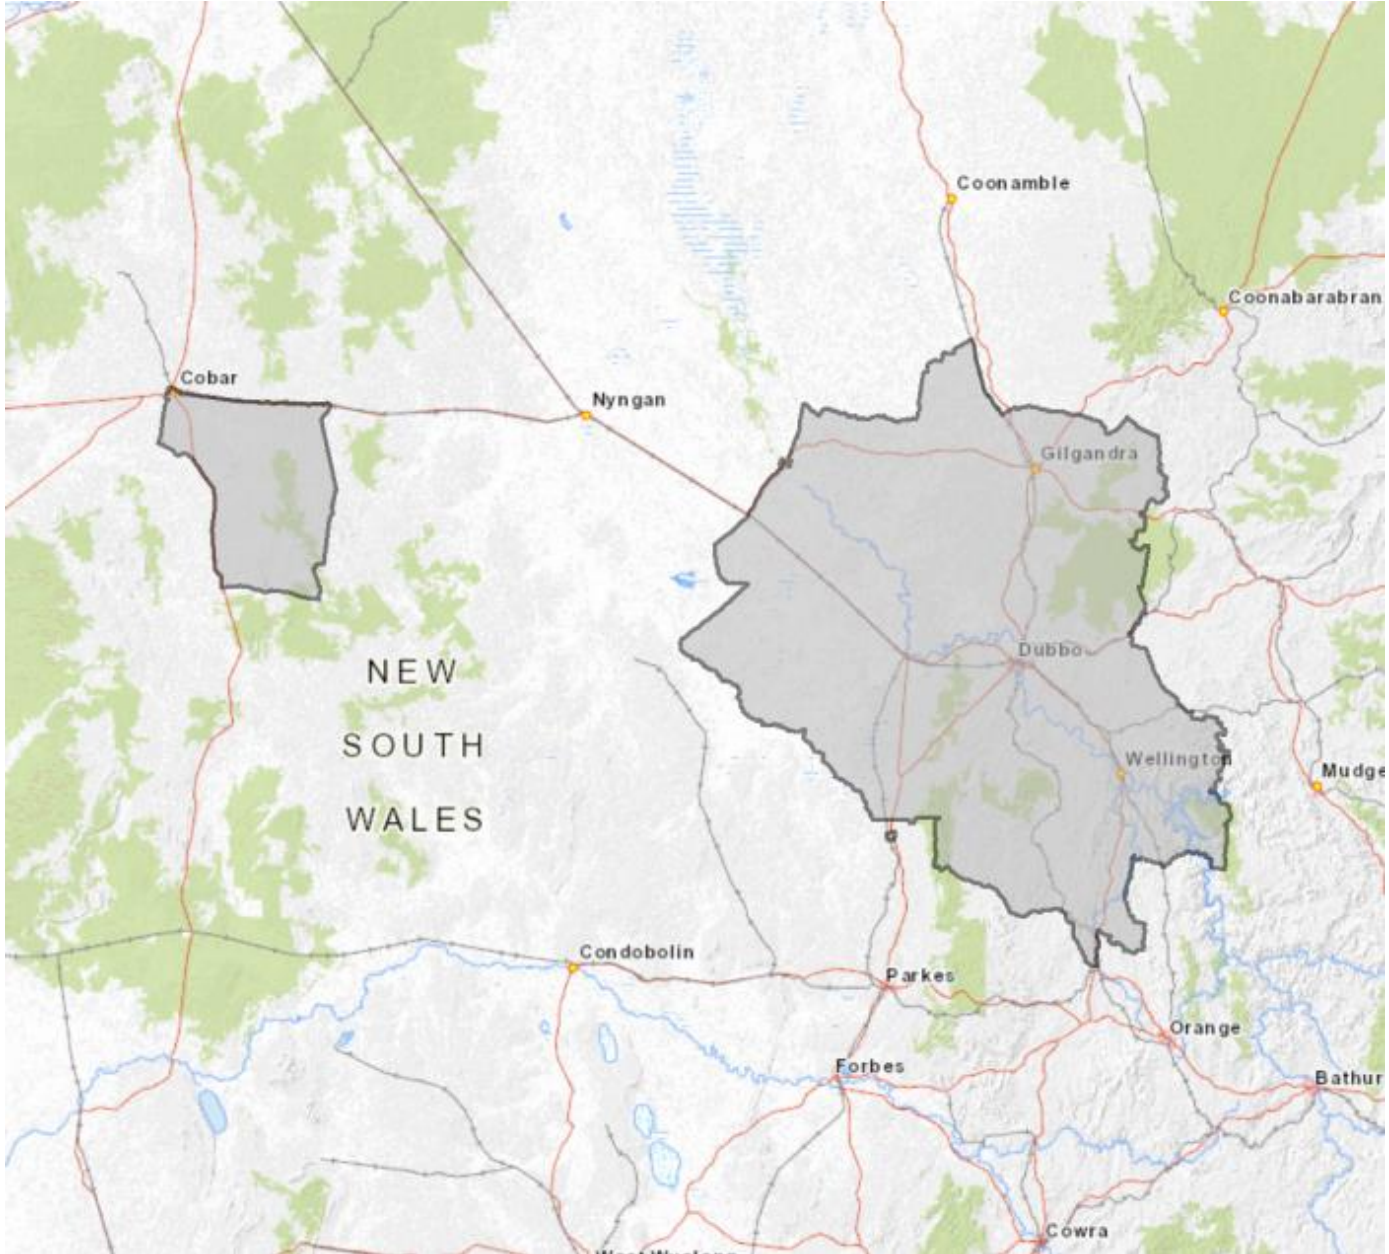 Coonamble
Coonabarabran
Cobar
Nyngan
Gilgandra
NEW
SOUTH
WALES
Dubbo
Wellington
Mudge
Condobolin
Parkes
Orange
Forbes
Bathur
Cowra